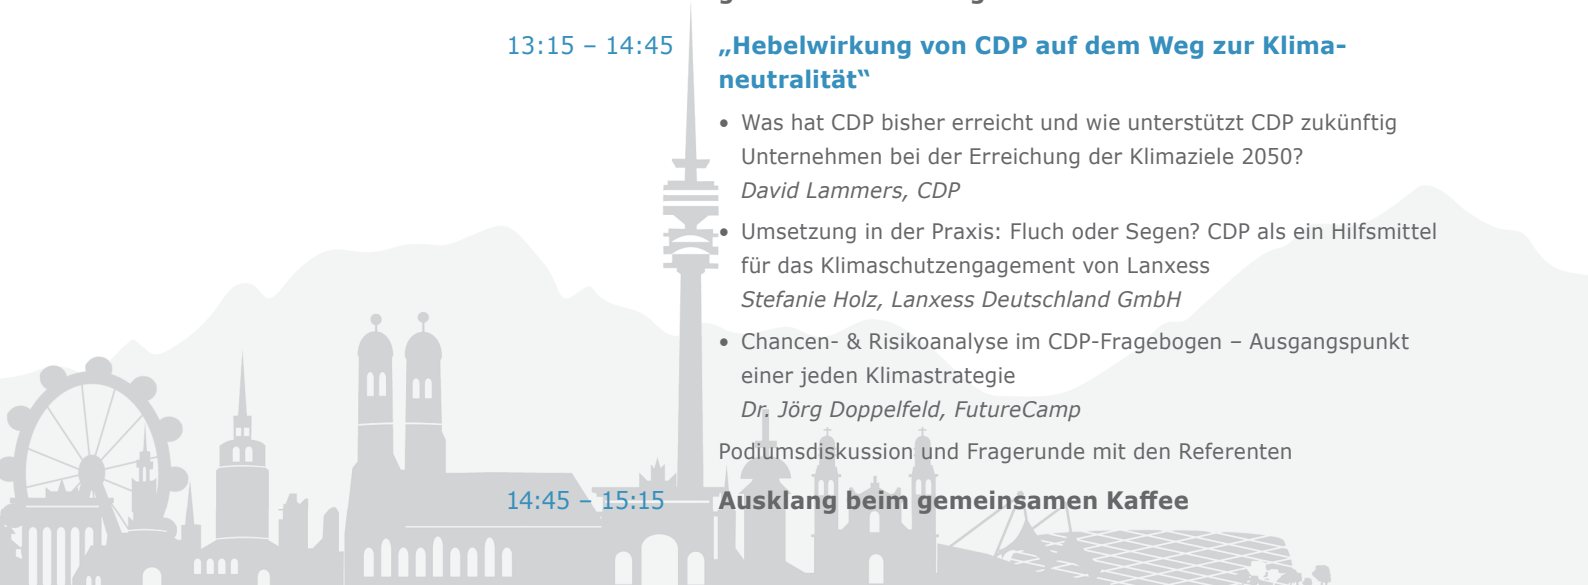 13:15 – 14:45
„Hebelwirkung von CDP auf dem Weg zur Klima-
neutralität“
• Was hat CDP bisher erreicht und wie unterstützt CDP zukünftig
Unternehmen bei der Erreichung der Klimaziele 2050?
David Lammers, CDP
• Umsetzung in der Praxis: Fluch oder Segen? CDP als ein Hilfsmittel
für das Klimaschutzengagement von Lanxess
Stefanie Holz, Lanxess Deutschland GmbH
• Chancen- & Risikoanalyse im CDP-Fragebogen – Ausgangspunkt
einer jeden Klimastrategie
Dr. Jörg Doppelfeld, FutureCamp
Podiumsdiskussion und Fragerunde mit den Referenten
14:45 – 15:15
Ausklang beim gemeinsamen Kaffee